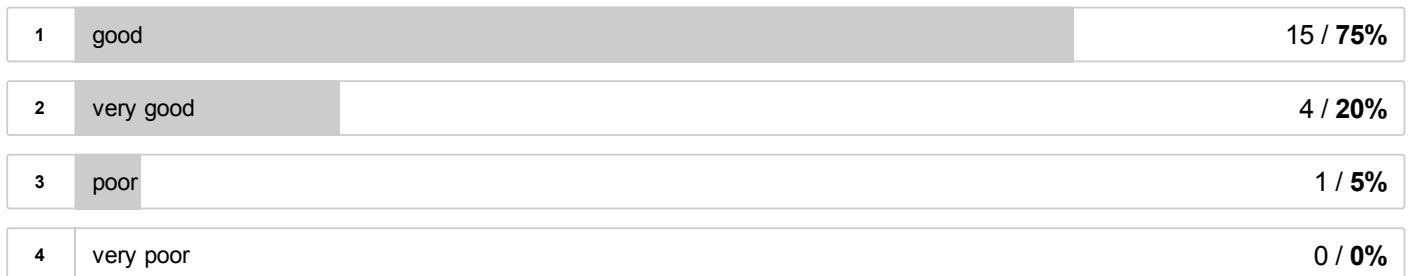 1 good 15 / 75%
2 very good 4 / 20%
3 poor 1 / 5%
4 very poor 0 / 0%